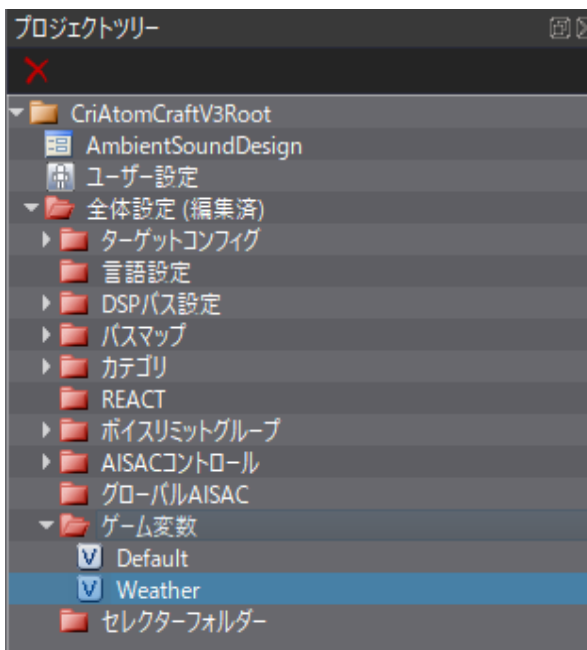 プロジェクトツリー
CriAtomCraftV3Root
AmbientSoundDesign
ユーザー設定
全体設定 (編集済)
ターゲットコンフィグ
言語設定
DSPバス設定
バスマップ
カテゴリ
REACT
ボイスリミットグループ
AISACコントロール
グローバルAISAC
ゲーム変数
V Default
V Weather
セレクターフォルダー